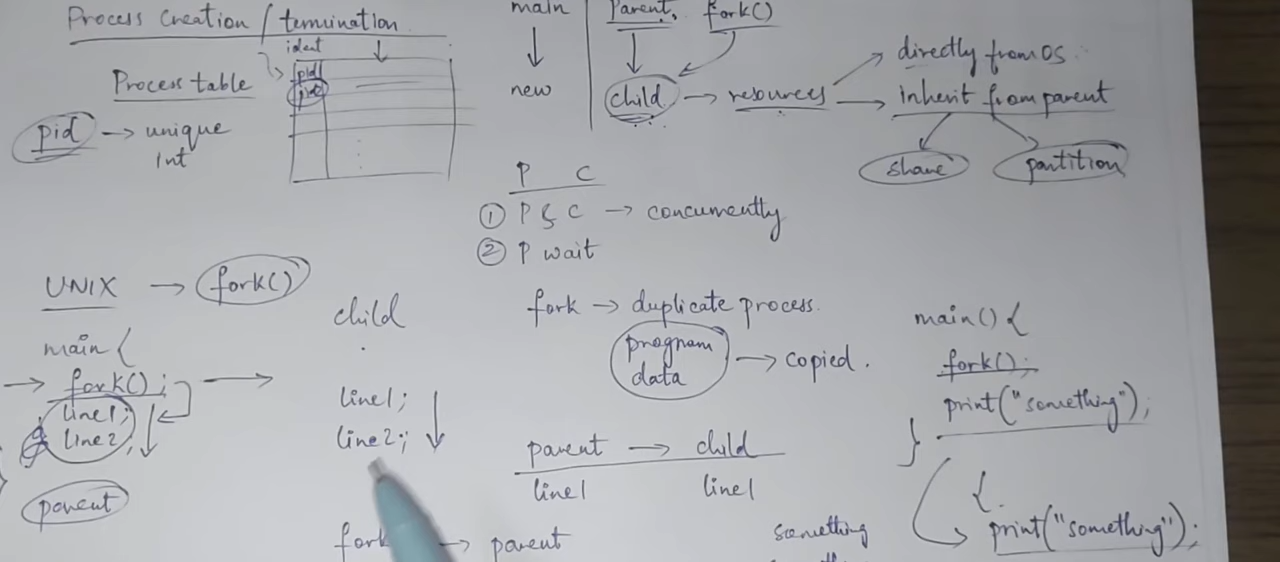 Process Creation / termination
ident
pid
Process table
pid → unique
Int
main
new
Parent, fork()
child → resources
directly from OS
inherit from parent
share
partition
P C
① P & C → concurrently
② P wait
UNIX → fork()
main {
fork();
line1;
line2;
parent
child
line1;
line2;
fork → duplicate process.
program
data → copied.
parent → child
line1 line1
fork → parent
something
main() {
fork();
print("something");
}
{
print("something");